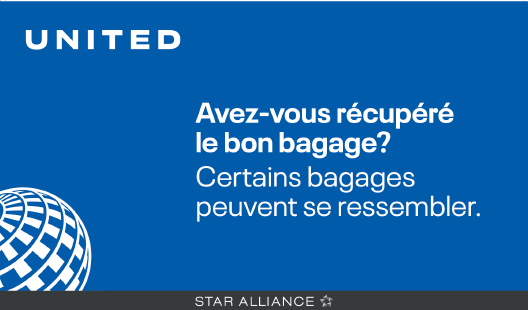 UNITED
Avez-vous récupéré
le bon bagage?
Certains bagages
peuvent se ressembler.
STAR ALLIANCE